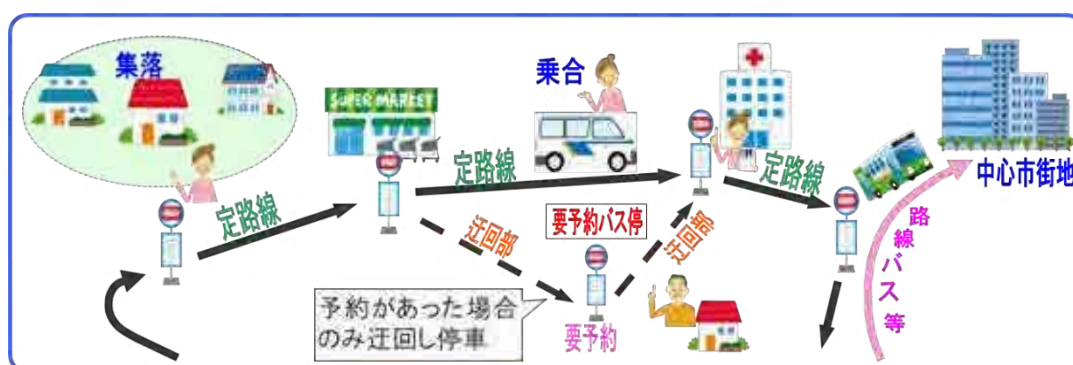 集落
SUPER MARKET
乗合
定路線
定路線
定路線
中心市街地
迂回部
要予約バス停
迂回部
予約があった場合
のみ迂回し停車
要予約
路線バス等